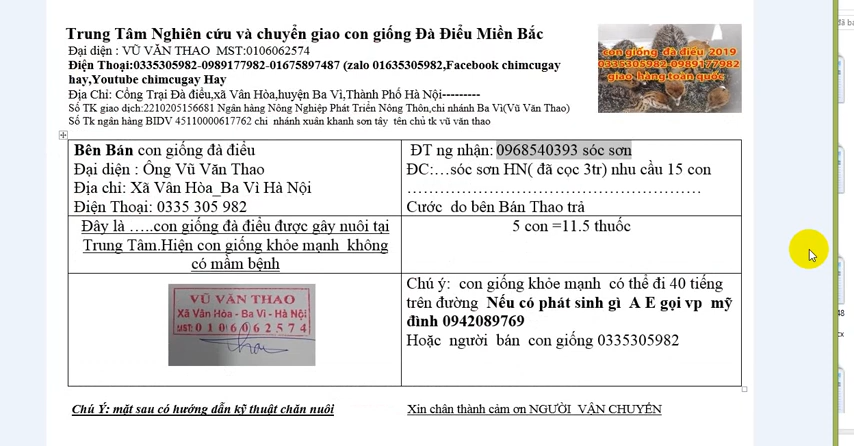 Trung Tâm Nghiên cứu và chuyển giao con giống Đà Điểu Miền Bắc
Đại diện : VŨ VĂN THAO MST:0106062574
Điện Thoại:0335305982-0989177982-01675897487 (zalo 01635305982,Facebook chimcugay
hay,Youtube chimcugay Hay
Địa Chỉ: Cổng Trại Đà điểu,xã Vân Hòa,huyện Ba Vì,Thành Phố Hà Nội---------
Số TK giao dịch:2210205156681 Ngân hàng Nông Nghiệp Phát Triển Nông Thôn,chi nhánh Ba Vì(Vũ Văn Thao)
Số Tk ngân hàng BIDV 45110000617762 chi nhánh xuân khanh sơn tây tên chủ tk vũ văn thao
con giống đà điểu 2019
0335305982-0989177982
giao hàng toàn quốc
Bên Bán con giống đà điểu
Đại diện : Ông Vũ Văn Thao
Địa chỉ: Xã Vân Hòa_Ba Vì Hà Nội
Điện Thoại: 0335 305 982
ĐT ng nhận: 0968540393 sóc sơn
ĐC:…sóc sơn HN( đã cọc 3tr) nhu cầu 15 con
……………………………………………………
Cước do bên Bán Thao trả
Đây là …..con giống đà điểu được gây nuôi tại
Trung Tâm.Hiện con giống khỏe mạnh không
có mầm bệnh
5 con =11.5 thuốc
VŨ VĂN THAO
Xã Vân Hòa - Ba Vì - Hà Nội
MST: 0 1 0 6 0 6 2 5 7 4
Thao
Chú ý: con giống khỏe mạnh có thể đi 40 tiếng
trên đường Nếu có phát sinh gì A E gọi vp mỹ
đình 0942089769
Hoặc người bán con giống 0335305982
Chú Ý: mặt sau có hướng dẫn kỹ thuật chăn nuôi
Xin chân thành cảm ơn NGƯỜI VẬN CHUYỂN